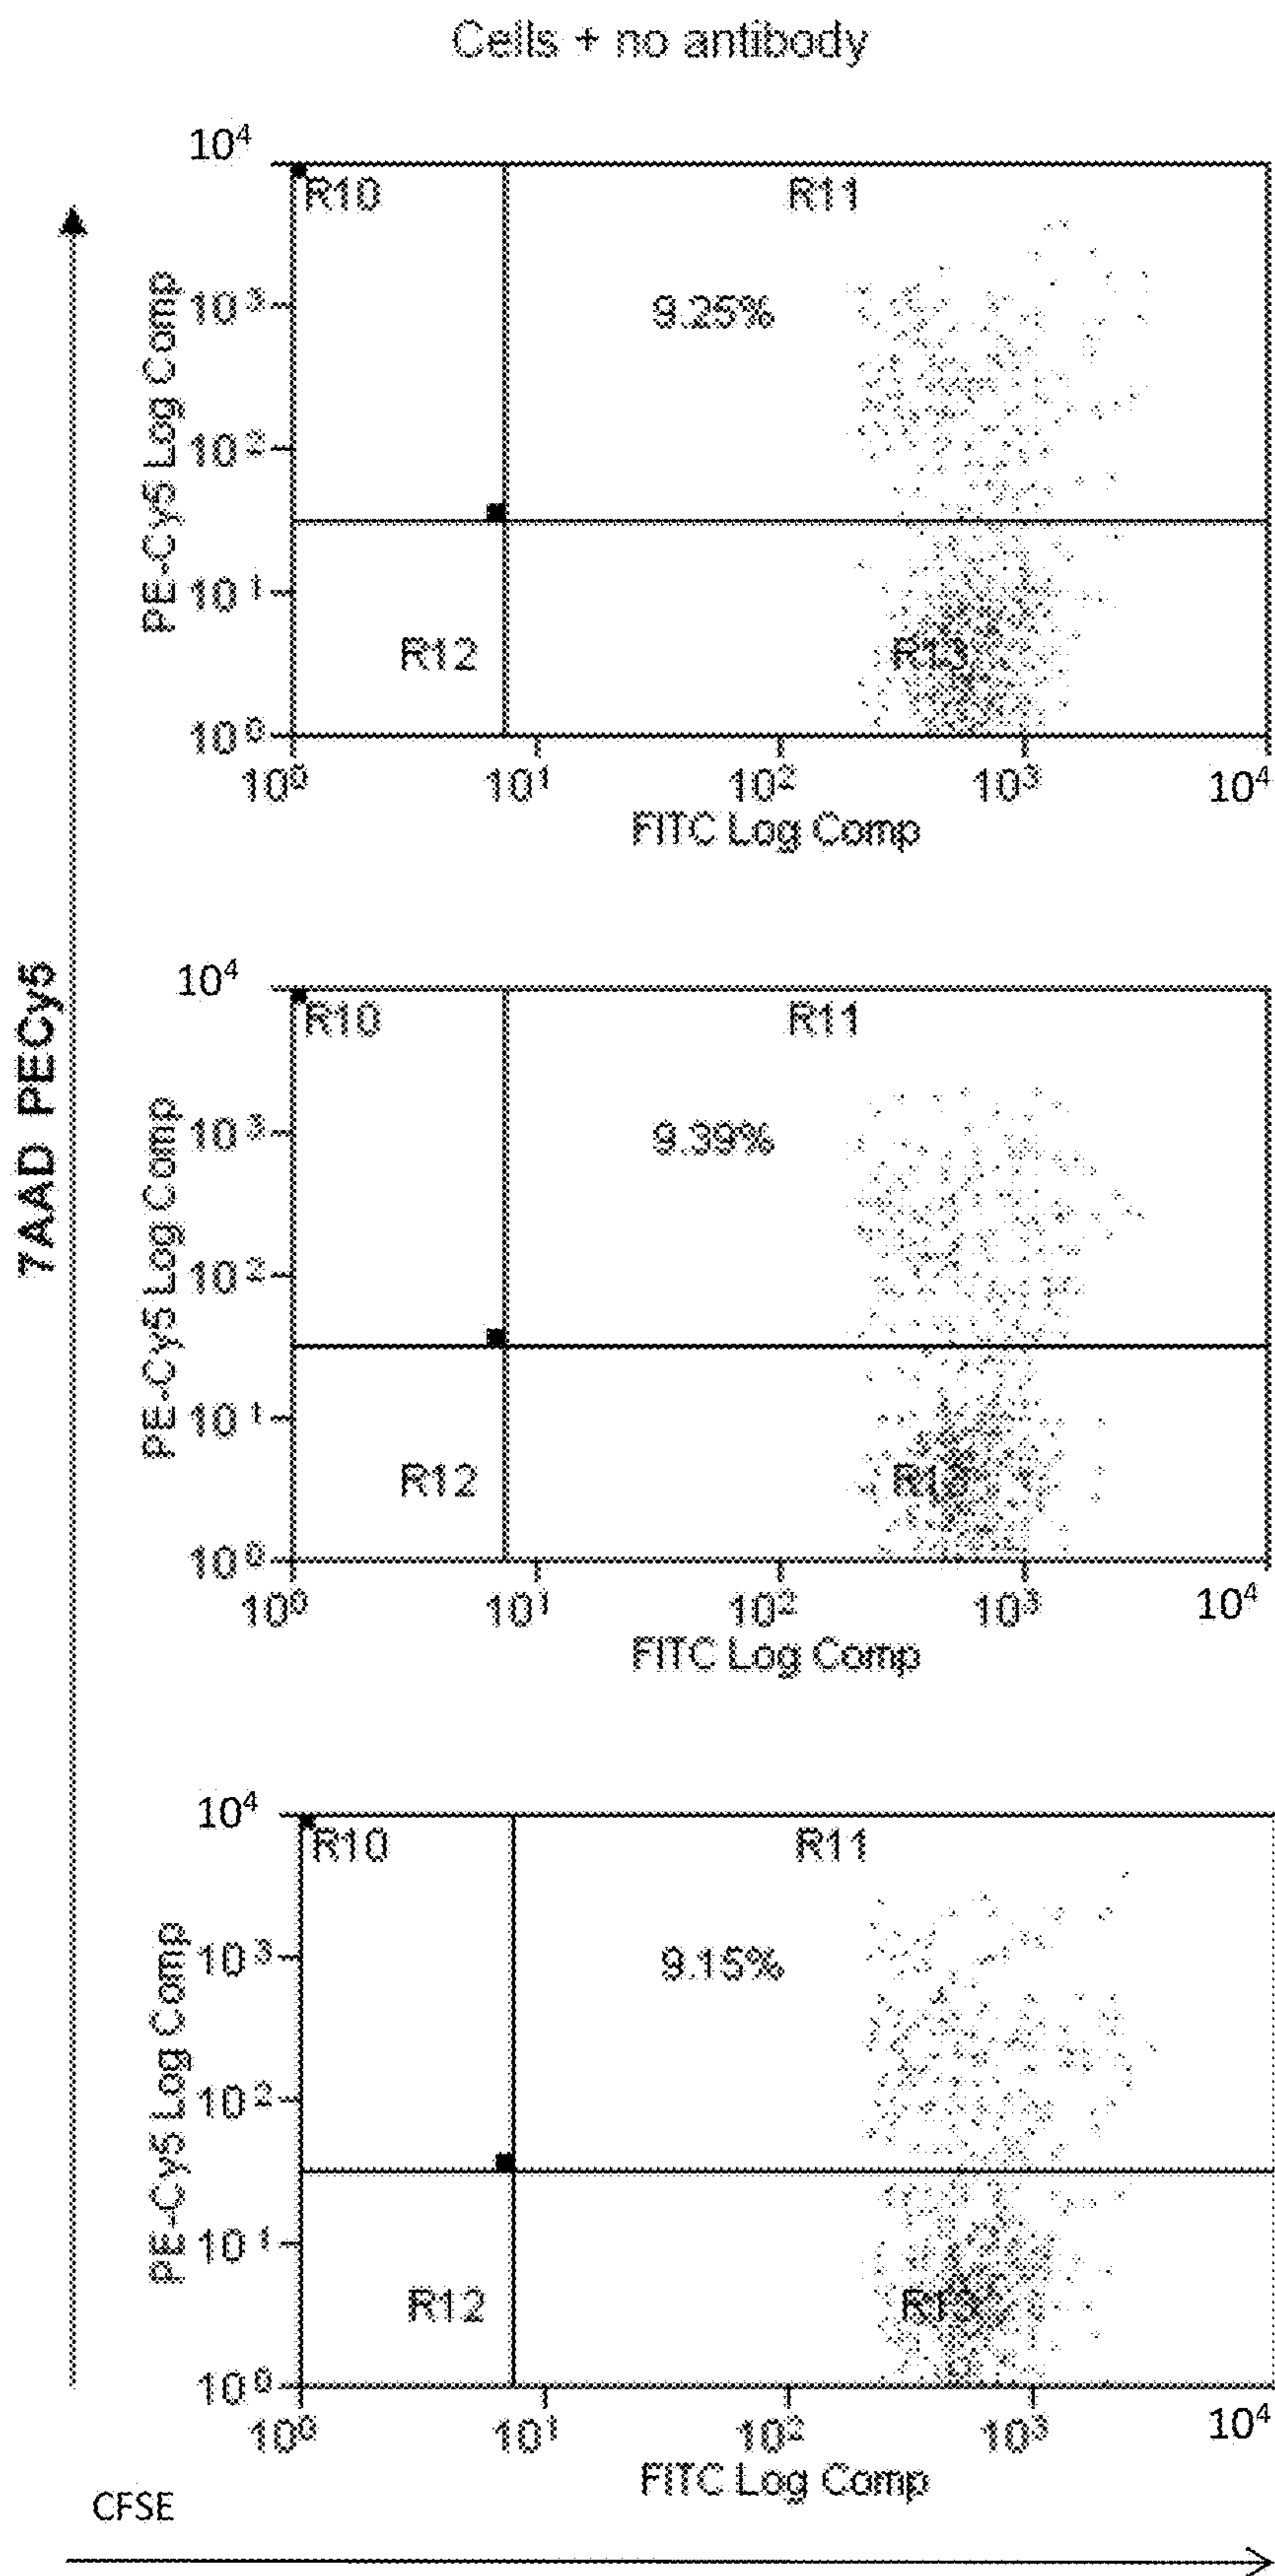 Cells + no antibody
7AAD PECy5
10⁴
R10
R11
9.25%
PE-Cy5 Log Comp
10³
10²
10¹
10⁰
R12
R13
10⁰ 10¹ 10² 10³ 10⁴
FITC Log Comp
10⁴
R10
R11
9.39%
PE-Cy5 Log Comp
10³
10²
10¹
10⁰
R12
R13
10⁰ 10¹ 10² 10³ 10⁴
FITC Log Comp
10⁴
R10
R11
9.15%
PE-Cy5 Log Comp
10³
10²
10¹
10⁰
R12
R13
10⁰ 10¹ 10² 10³ 10⁴
FITC Log Comp
CFSE